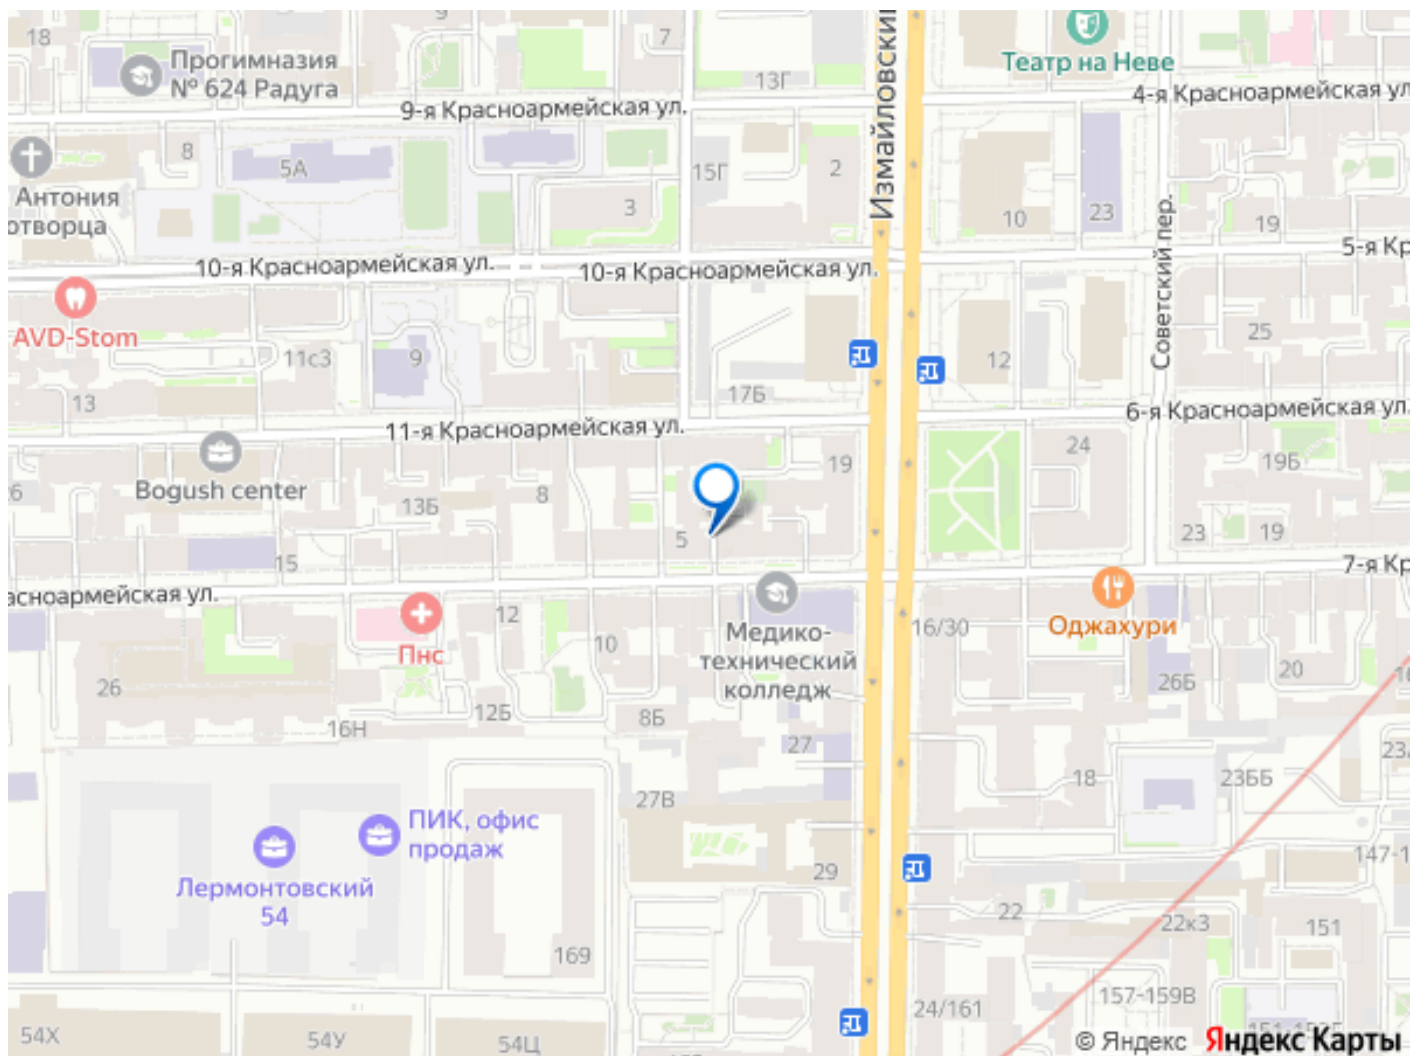 18
9
7
Прогимназия
№ 624 Радуга
13Г
Измайловский
Театр на Неве
4-я Красноармейская ул
9-я Красноармейская ул.
8
5А
15Г
2
Антония
отворца
3
10
23
19
Советский пер.
5-я Кр
10-я Красноармейская ул.
10-я Красноармейская ул.
AVD-Stom
11с3
9
12
25
13
17Б
6-я Красноармейская ул.
11-я Красноармейская ул.
Bogush center
19
24
19Б
13Б
8
5
23
19
15
7-я Кр
асноармейская ул.
12
10
Медико-
технический
колледж
16/30
Оджахури
Пнс
26
16Н
12Б
8Б
27
26Б
20
18
23ББ
27В
ПИК, офис
продаж
Лермонтовский
54
29
147-1
22
22к3
151
169
24/161
157-159В
54Х
54У
54Ц
© Яндекс
Яндекс Карты